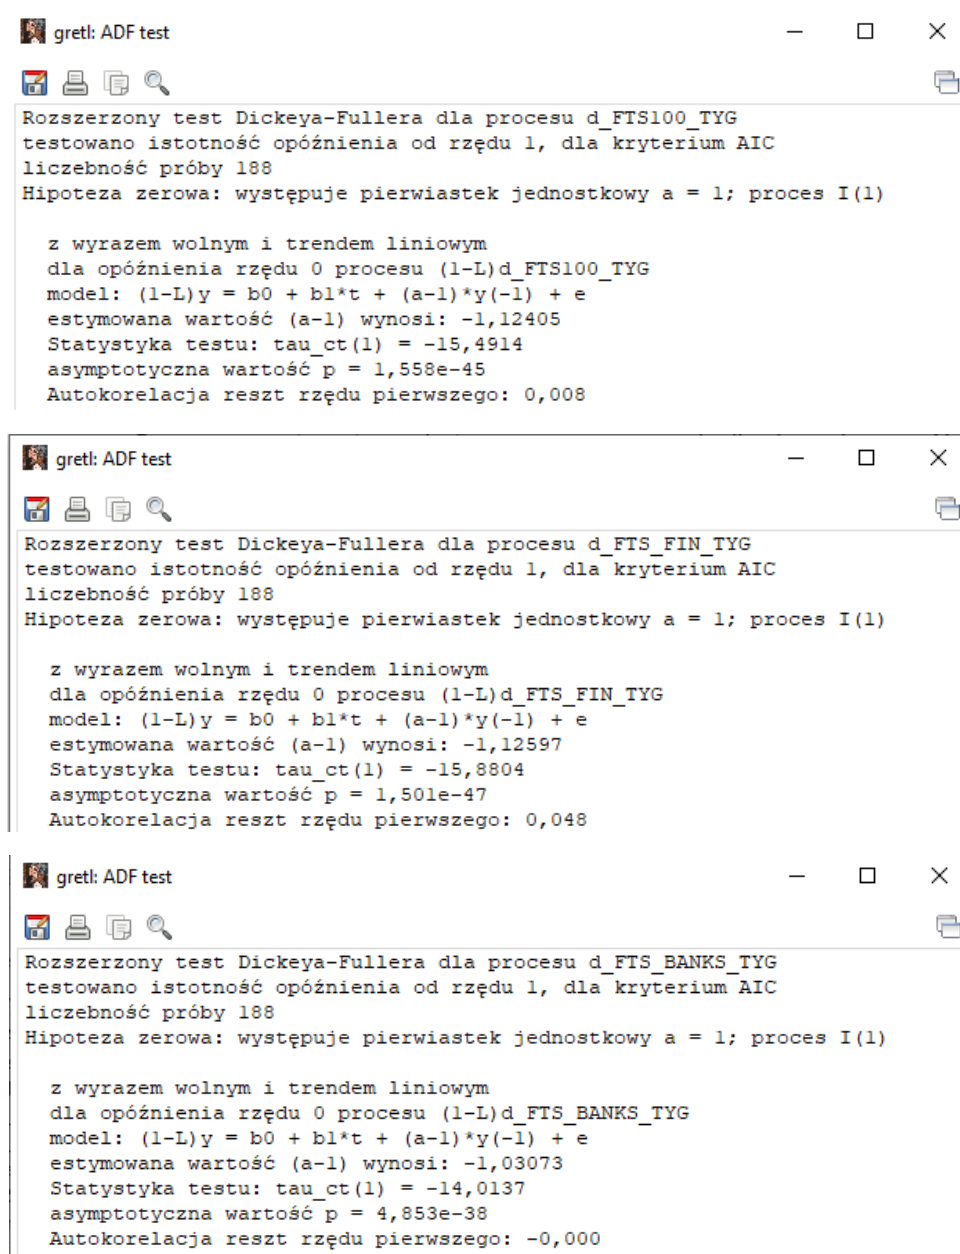 gretl: ADF test
Rozszerzony test Dickeya-Fullera dla procesu d_FTS100_TYG
testowano istotność opóźnienia od rzędu 1, dla kryterium AIC
liczebność próby 188
Hipoteza zerowa: występuje pierwiastek jednostkowy a = 1; proces I(1)
z wyrazem wolnym i trendem liniowym
dla opóźnienia rzędu 0 procesu (1-L)d_FTS100_TYG
model: (1-L)y = b0 + b1*t + (a-1)*y(-1) + e
estymowana wartość (a-1) wynosi: -1,12405
Statystyka testu: tau_ct(1) = -15,4914
asymptotyczna wartość p = 1,558e-45
Autokorelacja reszt rzędu pierwszego: 0,008
gretl: ADF test
Rozszerzony test Dickeya-Fullera dla procesu d_FTS_FIN_TYG
testowano istotność opóźnienia od rzędu 1, dla kryterium AIC
liczebność próby 188
Hipoteza zerowa: występuje pierwiastek jednostkowy a = 1; proces I(1)
z wyrazem wolnym i trendem liniowym
dla opóźnienia rzędu 0 procesu (1-L)d_FTS_FIN_TYG
model: (1-L)y = b0 + b1*t + (a-1)*y(-1) + e
estymowana wartość (a-1) wynosi: -1,12597
Statystyka testu: tau_ct(1) = -15,8804
asymptotyczna wartość p = 1,501e-47
Autokorelacja reszt rzędu pierwszego: 0,048
gretl: ADF test
Rozszerzony test Dickeya-Fullera dla procesu d_FTS_BANKS_TYG
testowano istotność opóźnienia od rzędu 1, dla kryterium AIC
liczebność próby 188
Hipoteza zerowa: występuje pierwiastek jednostkowy a = 1; proces I(1)
z wyrazem wolnym i trendem liniowym
dla opóźnienia rzędu 0 procesu (1-L)d_FTS_BANKS_TYG
model: (1-L)y = b0 + b1*t + (a-1)*y(-1) + e
estymowana wartość (a-1) wynosi: -1,03073
Statystyka testu: tau_ct(1) = -14,0137
asymptotyczna wartość p = 4,853e-38
Autokorelacja reszt rzędu pierwszego: -0,000